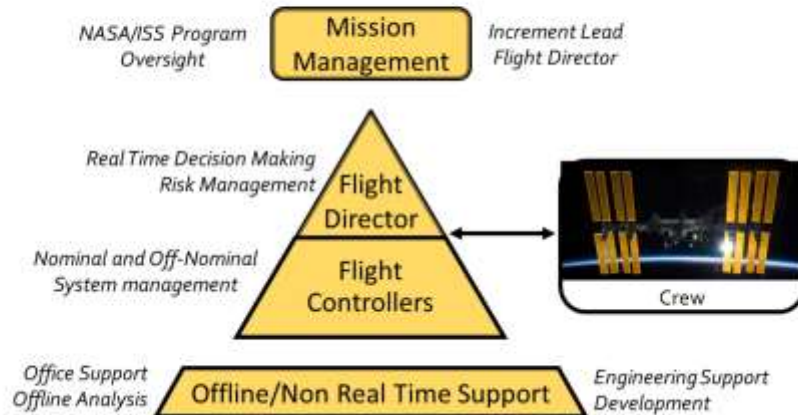 NASA/ISS Program
Oversight
Mission
Management
Increment Lead
Flight Director
Real Time Decision Making
Risk Management
Flight
Director
Nominal and Off-Nominal
System management
Flight
Controllers
Crew
Office Support
Offline Analysis
Offline/Non Real Time Support
Engineering Support
Development